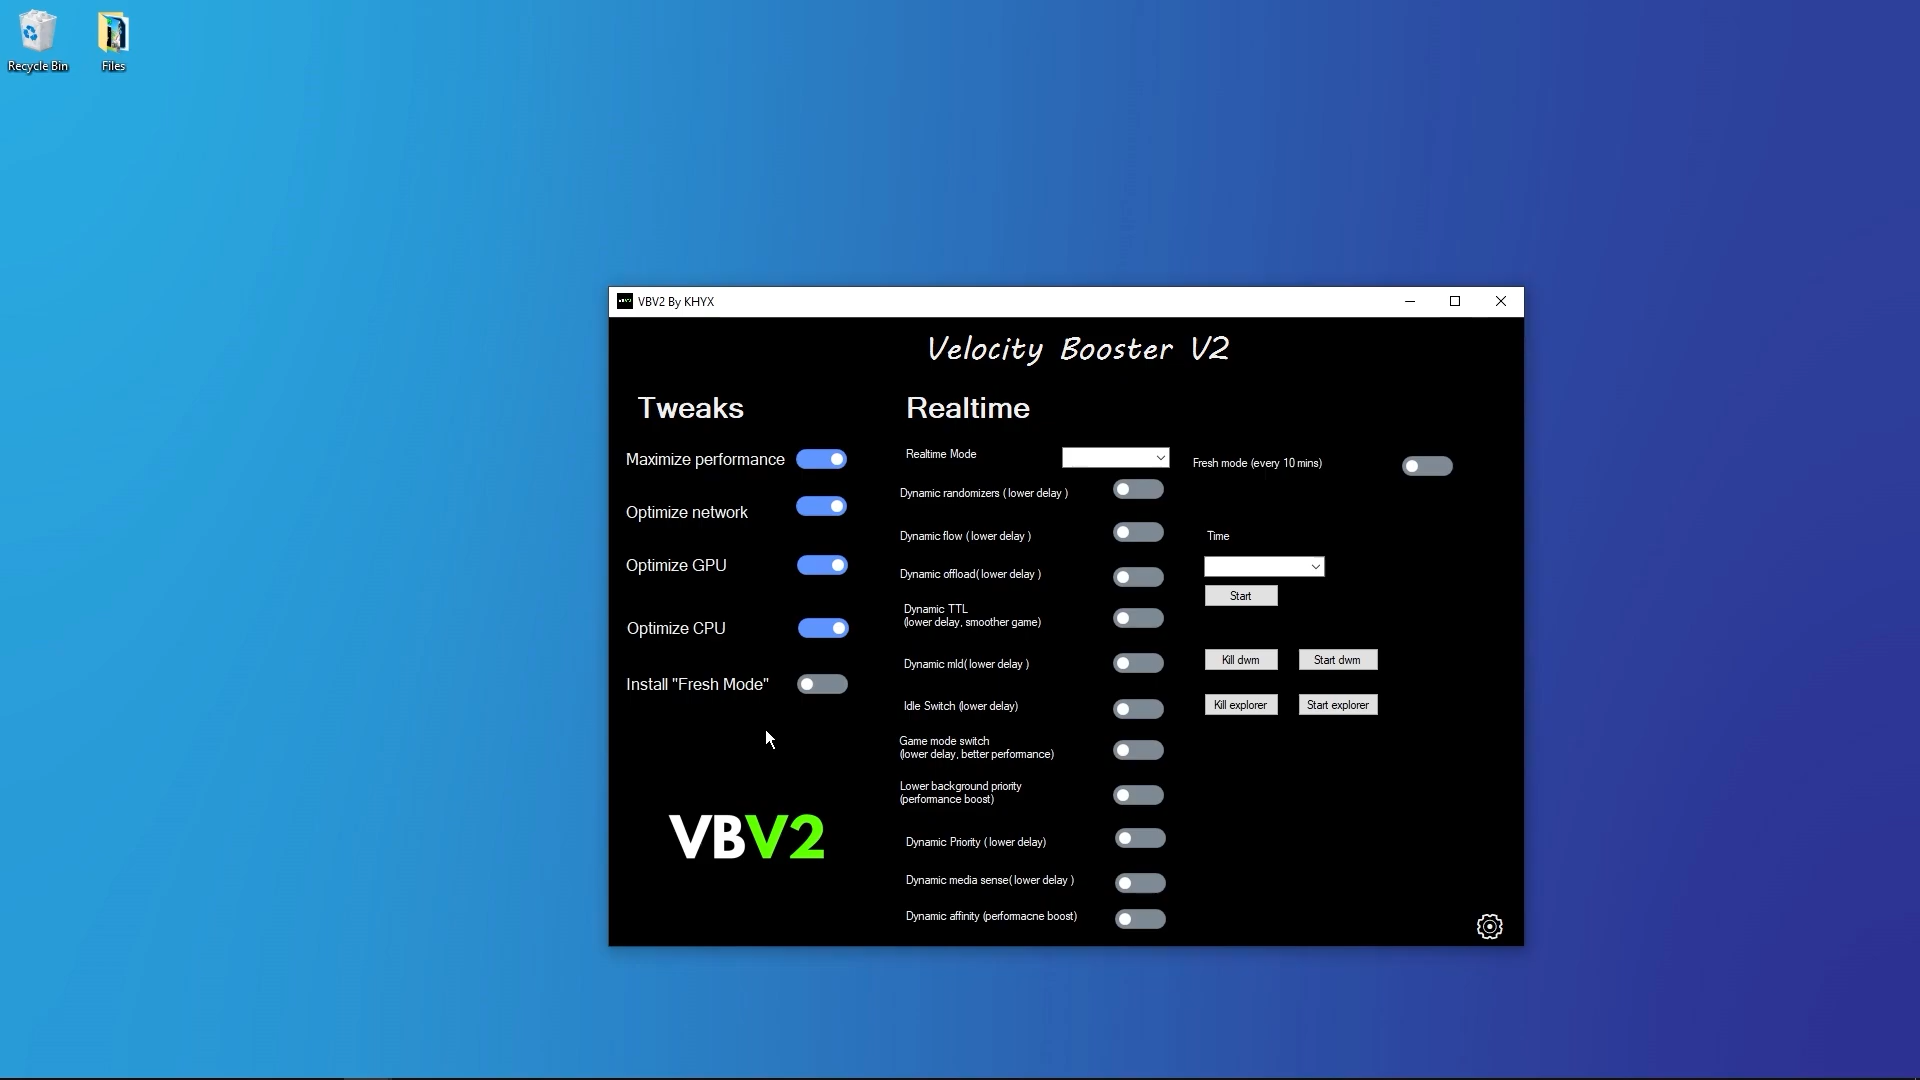 Recycle Bin
Files
VBV2 By KHYX
Velocity Booster V2
Tweaks
Maximize performance
Optimize network
Optimize GPU
Optimize CPU
Install "Fresh Mode"
VBV2
Realtime
Realtime Mode
Dynamic randomizers ( lower delay )
Dynamic flow ( lower delay )
Dynamic offload( lower delay )
Dynamic TTL
(lower delay, smoother game)
Dynamic mld( lower delay )
Idle Switch (lower delay)
Game mode switch
(lower delay, better performance)
Lower background priority
(performance boost)
Dynamic Priority ( lower delay)
Dynamic media sense( lower delay )
Dynamic affinity (performacne boost)
Fresh mode (every 10 mins)
Time
Start
Kill dwm
Start dwm
Kill explorer
Start explorer